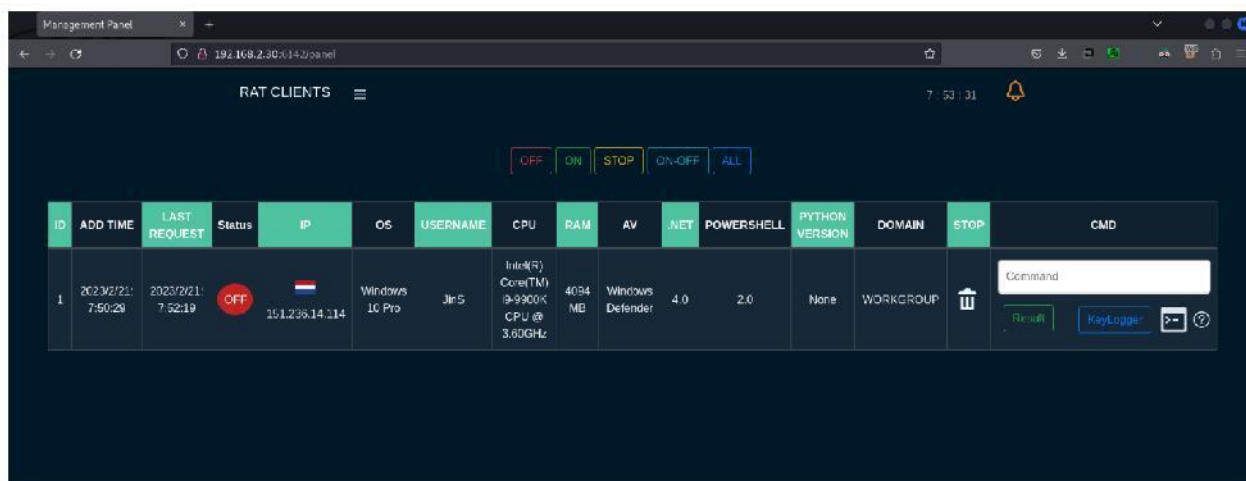 Management Panel
192.168.2.30:6142/panel
RAT CLIENTS
7 : 53 : 31
OFF ON STOP ON-OFF ALL
ID ADD TIME LAST REQUEST Status IP OS USERNAME CPU RAM AV .NET POWERSHELL PYTHON VERSION DOMAIN STOP CMD
1 2023/2/21: 7:50:29 2023/2/21: 7:52:19 OFF 151.236.14.114 Windows 10 Pro JinS Intel(R) Core(TM) i9-9900K CPU @ 3.60GHz 4094 MB Windows Defender 4.0 2.0 None WORKGROUP Command
Result KeyLogger